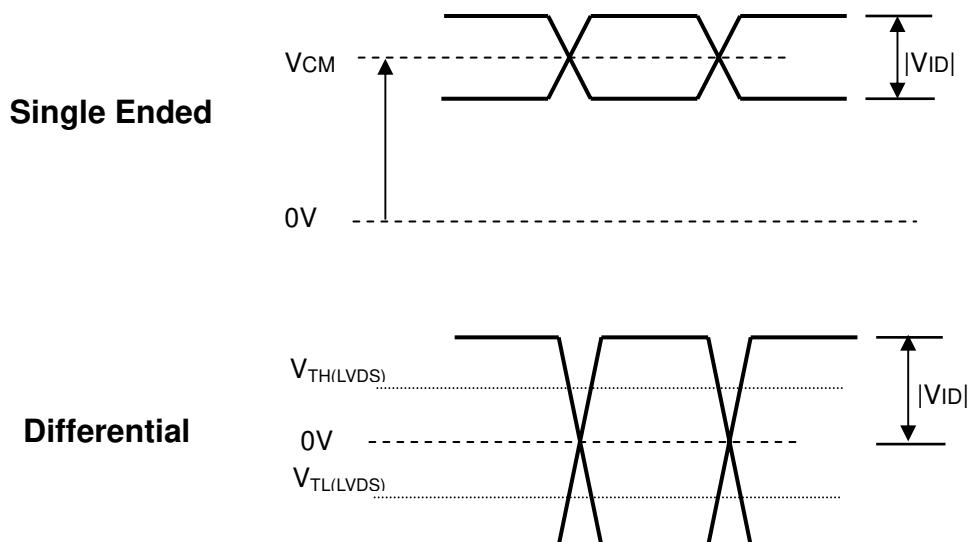 VCM
|VID|
Single Ended
0V
VTH(LVDS)
|VID|
Differential
0V
VTL(LVDS)